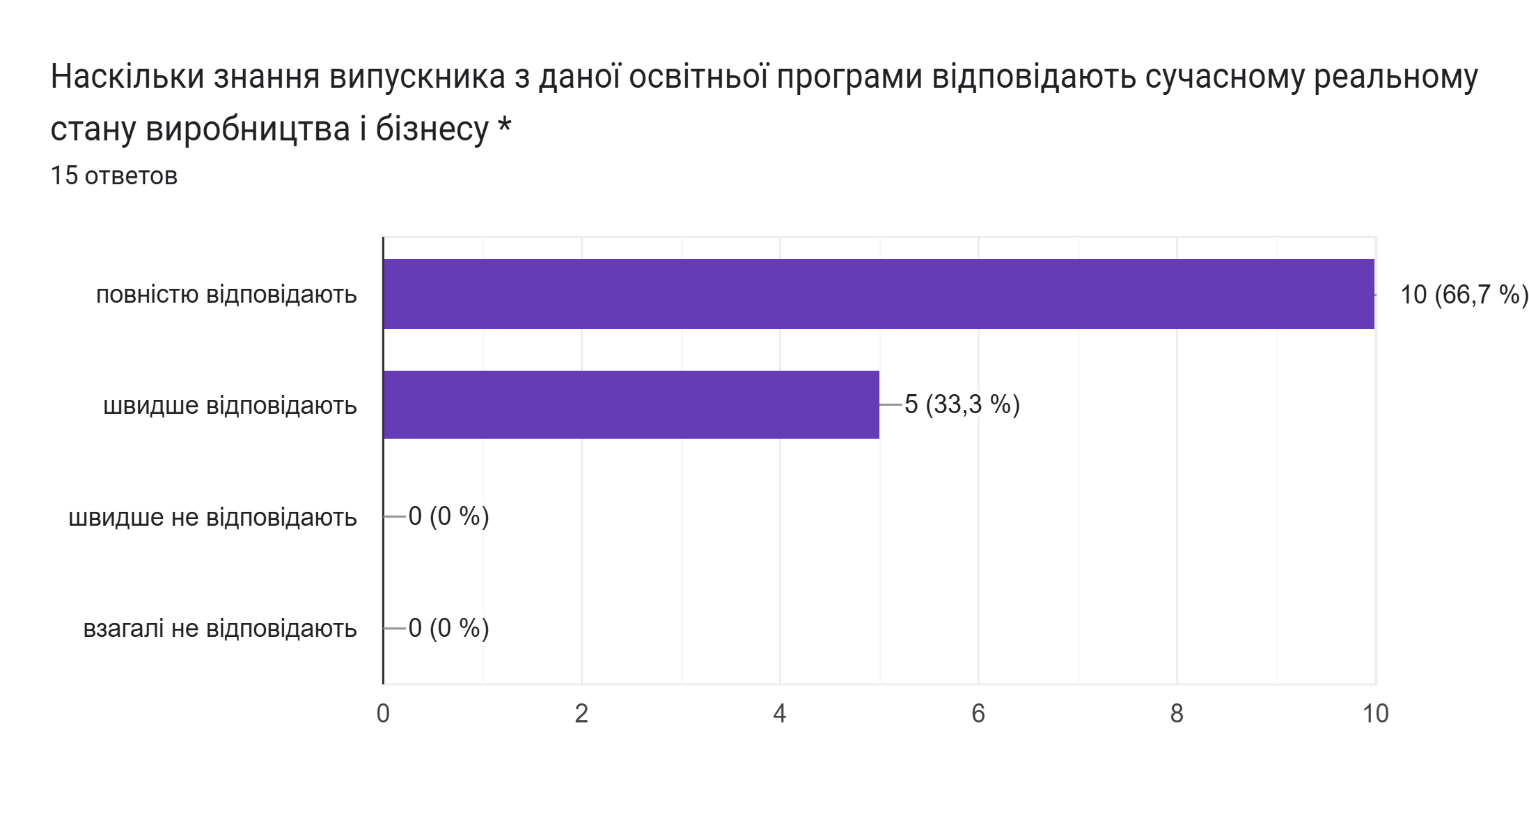 Наскільки знання випускника з даної освітньої програми відповідають сучасному реальному
стану виробництва і бізнесу *
15 ответов
повністю відповідають
10 (66,7 %)
швидше відповідають
5 (33,3 %)
швидше не відповідають
0 (0 %)
взагалі не відповідають
0 (0 %)
0 2 4 6 8 10